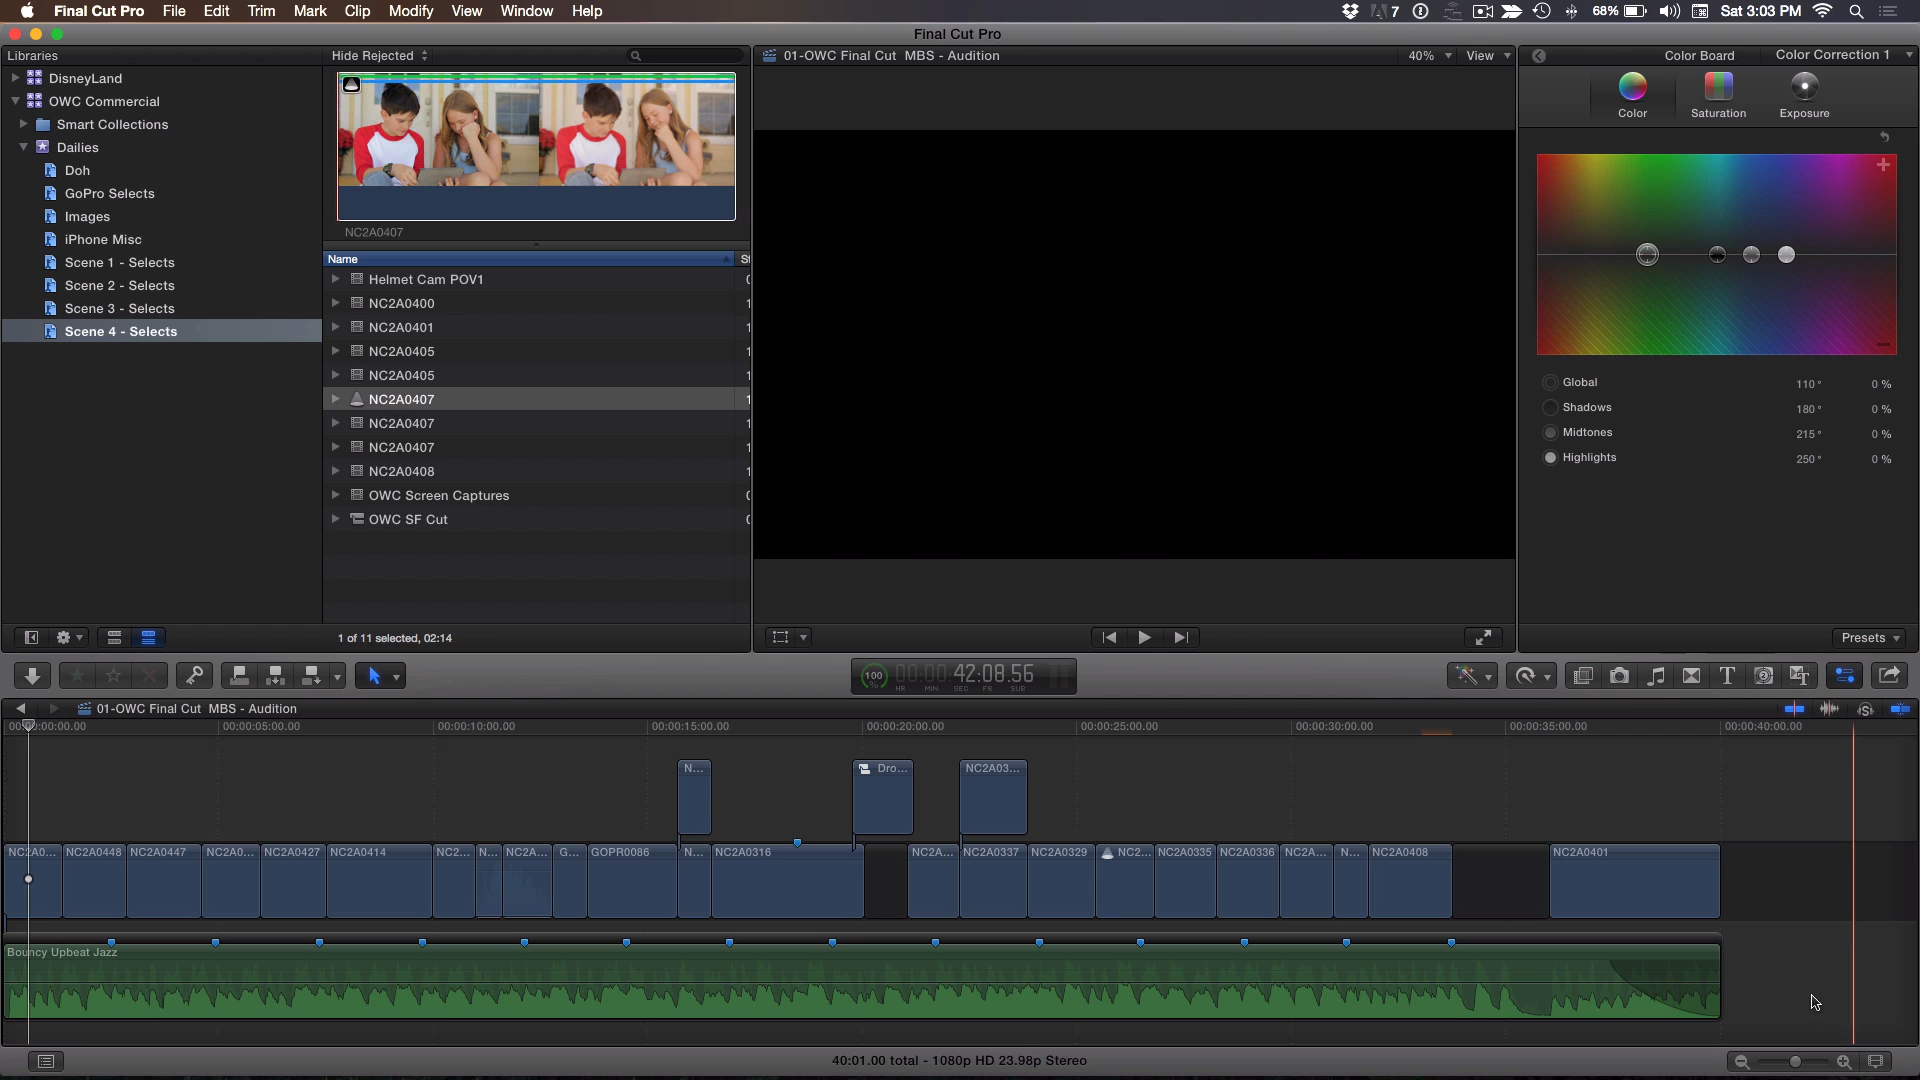 Final Cut Pro File Edit Trim Mark Clip Modify View Window Help
7 68% Sat 3:03 PM
Final Cut Pro
Libraries
Hide Rejected
01-OWC Final Cut MBS - Audition
40% View
Color Board
Color Correction 1
DisneyLand
OWC Commercial
Smart Collections
Dailies
Doh
GoPro Selects
Images
iPhone Misc
Scene 1 - Selects
Scene 2 - Selects
Scene 3 - Selects
Scene 4 - Selects
NC2A0407
Name
Helmet Cam POV1
NC2A0400
NC2A0401
NC2A0405
NC2A0405
NC2A0407
NC2A0407
NC2A0407
NC2A0408
OWC Screen Captures
OWC SF Cut
1 of 11 selected, 02:14
Color Saturation Exposure
Global 110° 0 %
Shadows 180° 0 %
Midtones 215° 0 %
Highlights 250° 0 %
Presets
100 % 00:00:42:08.56
HR MIN SEC FR SUB
01-OWC Final Cut MBS - Audition
00:00:05:00.00 00:00:10:00.00 00:00:15:00.00 00:00:20:00.00 00:00:25:00.00 00:00:30:00.00 00:00:35:00.00 00:00:40:00.00
N... Dro... NC2A03...
NC2A0... NC2A0448 NC2A0447 NC2A0... NC2A0427 NC2A0414 NC2... N... NC2A... G... GOPR0086 N... NC2A0316 NC2A... NC2A0337 NC2A0329 NC2... NC2A0335 NC2A0336 NC2A... N... NC2A0408 NC2A0401
Bouncy Upbeat Jazz
40:01.00 total - 1080p HD 23.98p Stereo